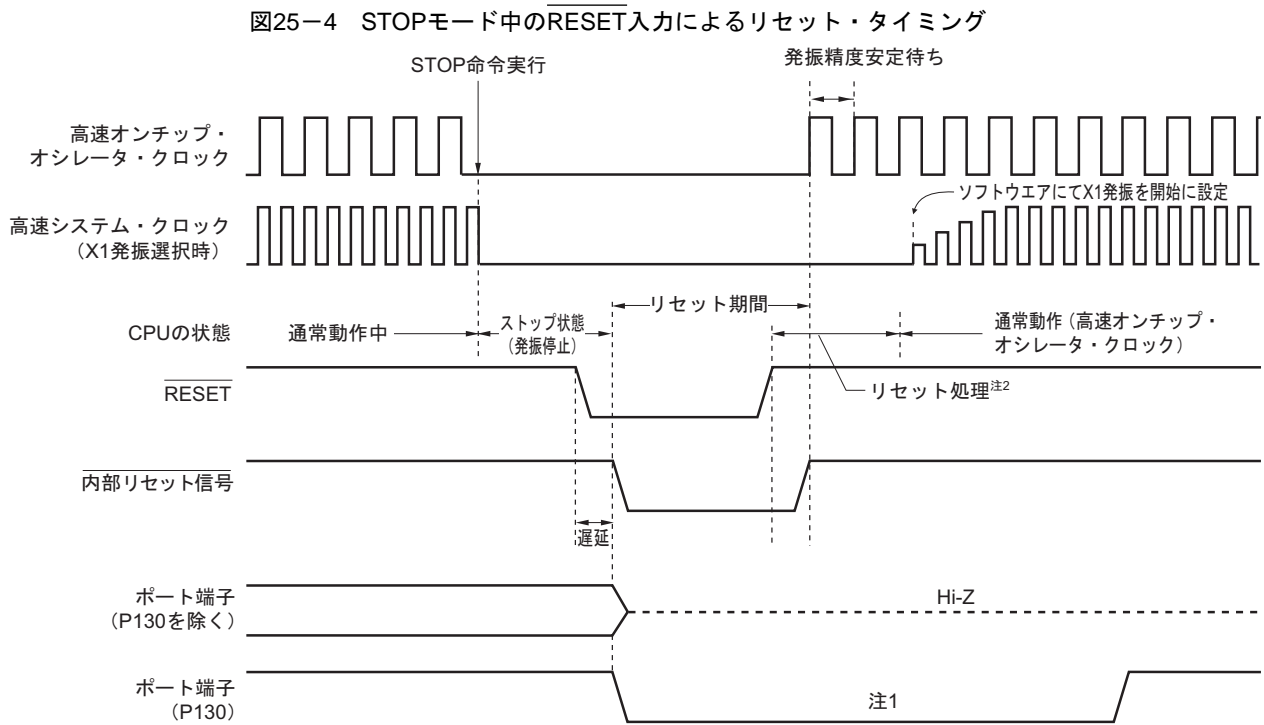 図25－4　STOPモード中のRESET入力によるリセット・タイミング
STOP命令実行
発振精度安定待ち
高速オンチップ・
オシレータ・クロック
ソフトウエアにてX1発振を開始に設定
高速システム・クロック
（X1発振選択時）
リセット期間
CPUの状態
通常動作中
ストップ状態
（発振停止）
通常動作（高速オンチップ・
オシレータ・クロック）
RESET
リセット処理注2
内部リセット信号
遅延
ポート端子
（P130を除く）
Hi-Z
ポート端子
（P130）
注1